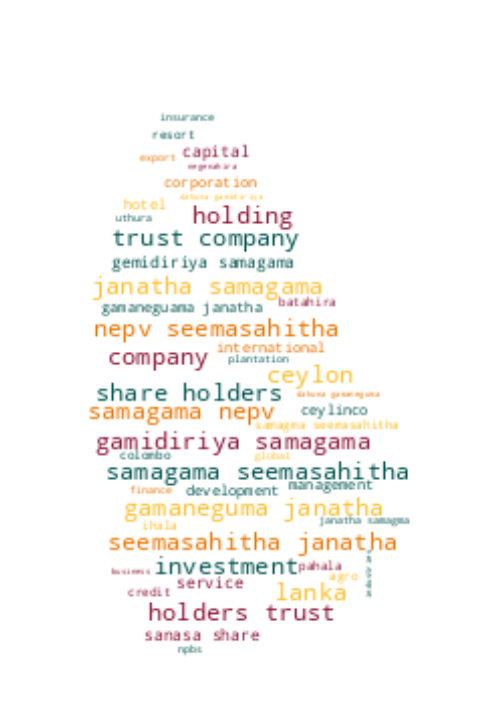 insurance
resort
capital
export
negenahira
corporation
dakuna gamidiriya
hotel
holding
uthura
trust company
gemidiriya samagama
janatha samagama
batahira
gamaneguama janatha
nepv seemasahitha
international
company
plantation
ceylon
share holders
dakuna gamaneguma
samagama nepv
ceylinco
samagma seemasahitha
gamidiriya samagama
colombo
global
samagama seemasahitha
management
finance
development
gamaneguma janatha
janatha samagma
ihala
seemasahitha janatha
investment
pahala
business
agro
service
credit
lanka
holders trust
sanasa share
npbs